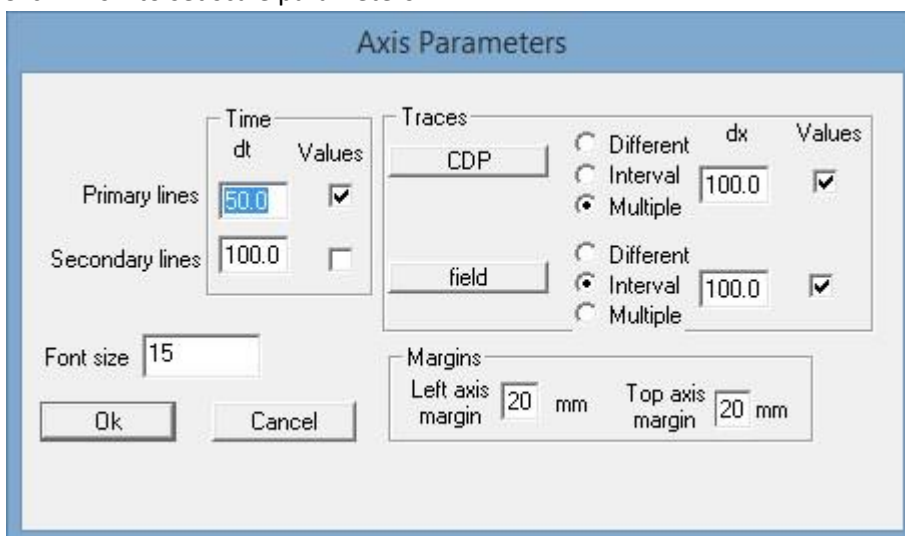 Axis Parameters
Time
dt Values
Primary lines 50.0
Secondary lines 100.0
Traces
dx Values
CDP
Different
Interval
Multiple
100.0
field
Different
Interval
Multiple
100.0
Font size 15
Ok Cancel
Margins
Left axis margin 20 mm
Top axis margin 20 mm